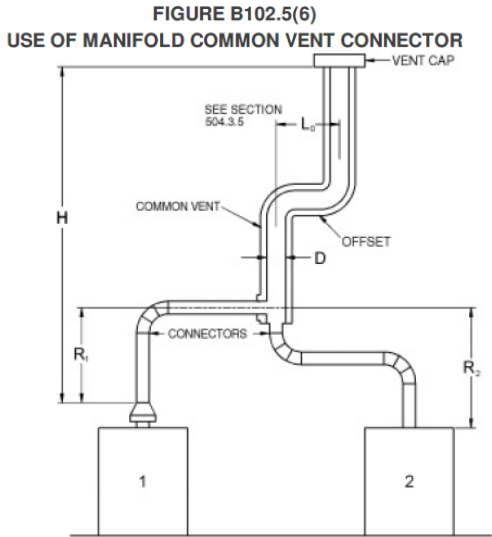 FIGURE B102.5(6)
USE OF MANIFOLD COMMON VENT CONNECTOR
VENT CAP
SEE SECTION
504.3.5
L₀
COMMON VENT
H
OFFSET
D
CONNECTORS
R₁
R₂
1
2